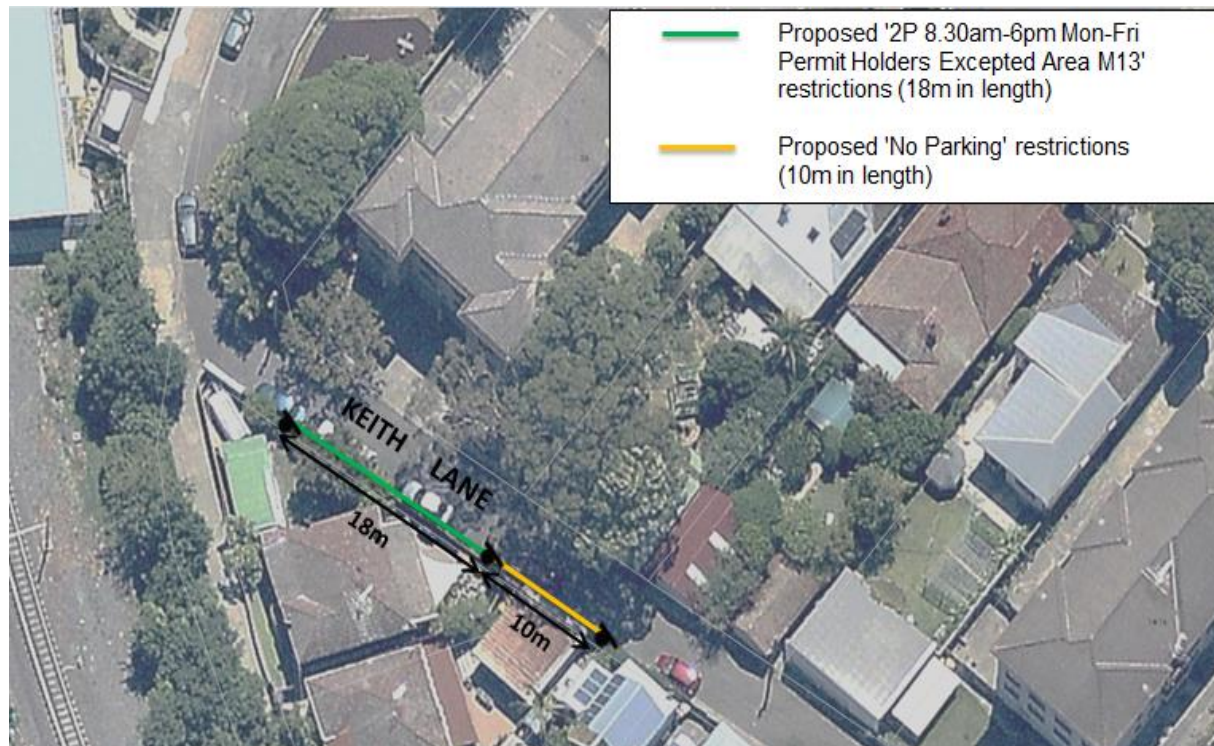 Proposed '2P 8.30am-6pm Mon-Fri
Permit Holders Excepted Area M13'
restrictions (18m in length)
Proposed 'No Parking' restrictions
(10m in length)
KEITH LANE
18m
10m